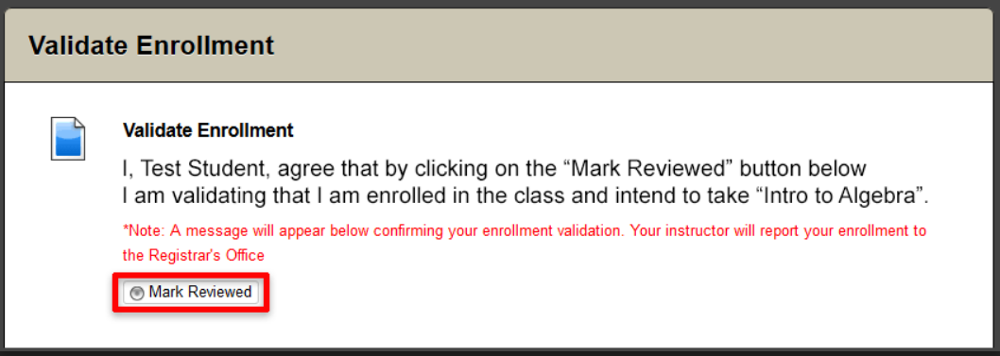 Validate Enrollment
Validate Enrollment
I, Test Student, agree that by clicking on the “Mark Reviewed” button below
I am validating that I am enrolled in the class and intend to take “Intro to Algebra”.
*Note: A message will appear below confirming your enrollment validation. Your instructor will report your enrollment to
the Registrar's Office
Mark Reviewed